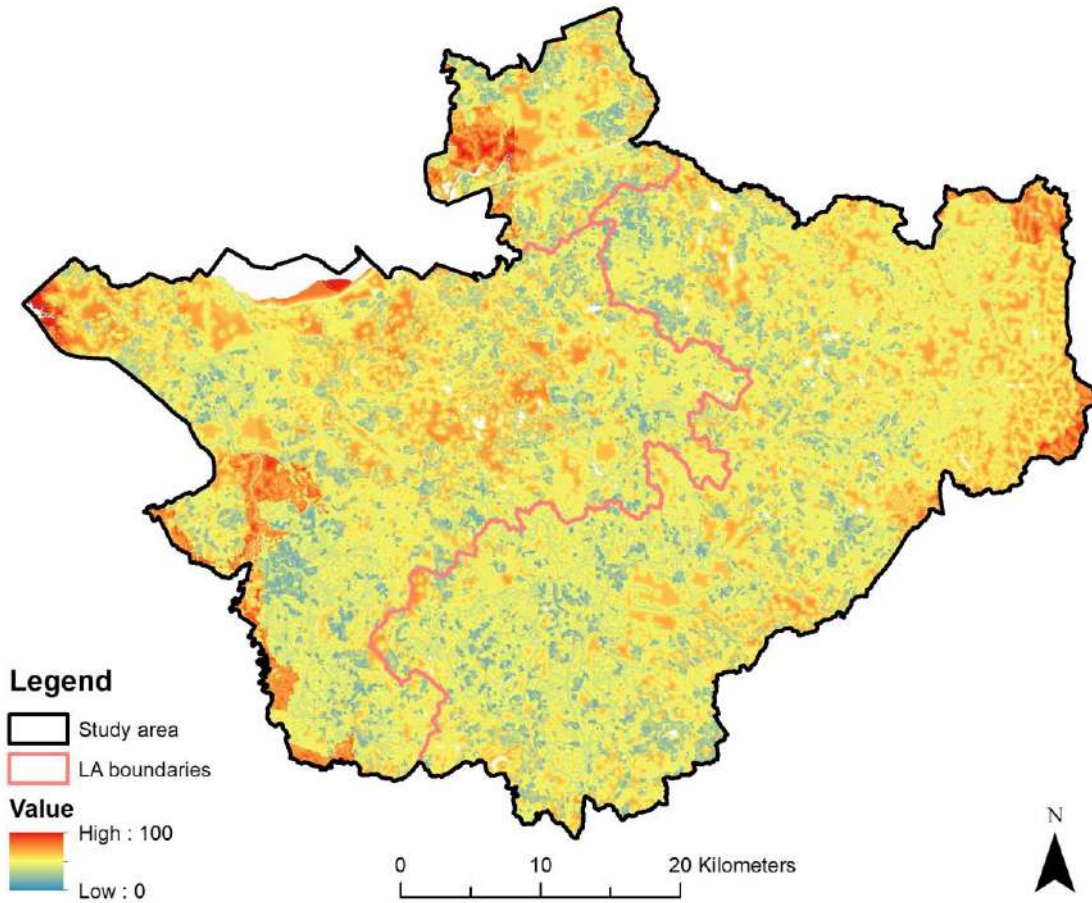 Legend
Study area
LA boundaries
Value
High : 100
Low : 0
0 10 20 Kilometers
N